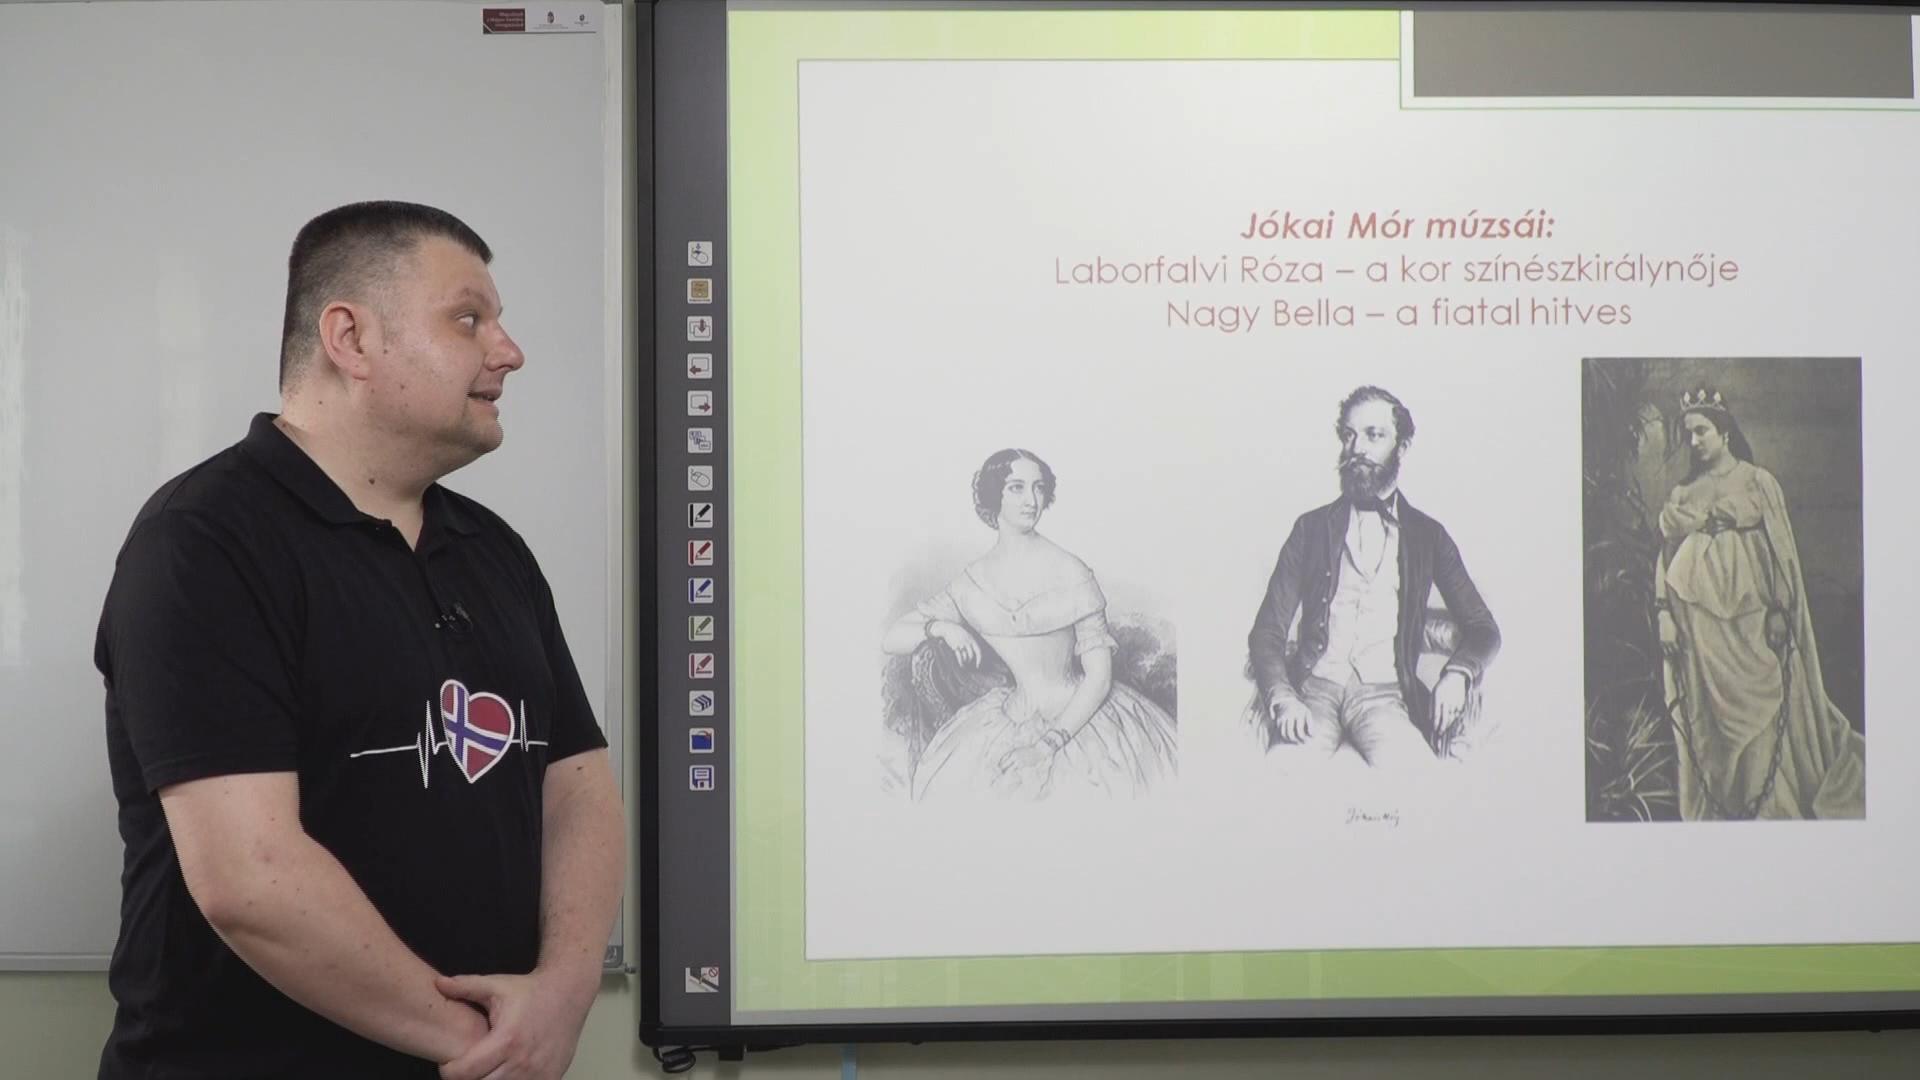 Jókai Mór múzsái:
Laborfalvi Róza – a kor színészkirálynője
Nagy Bella – a fiatal hitves